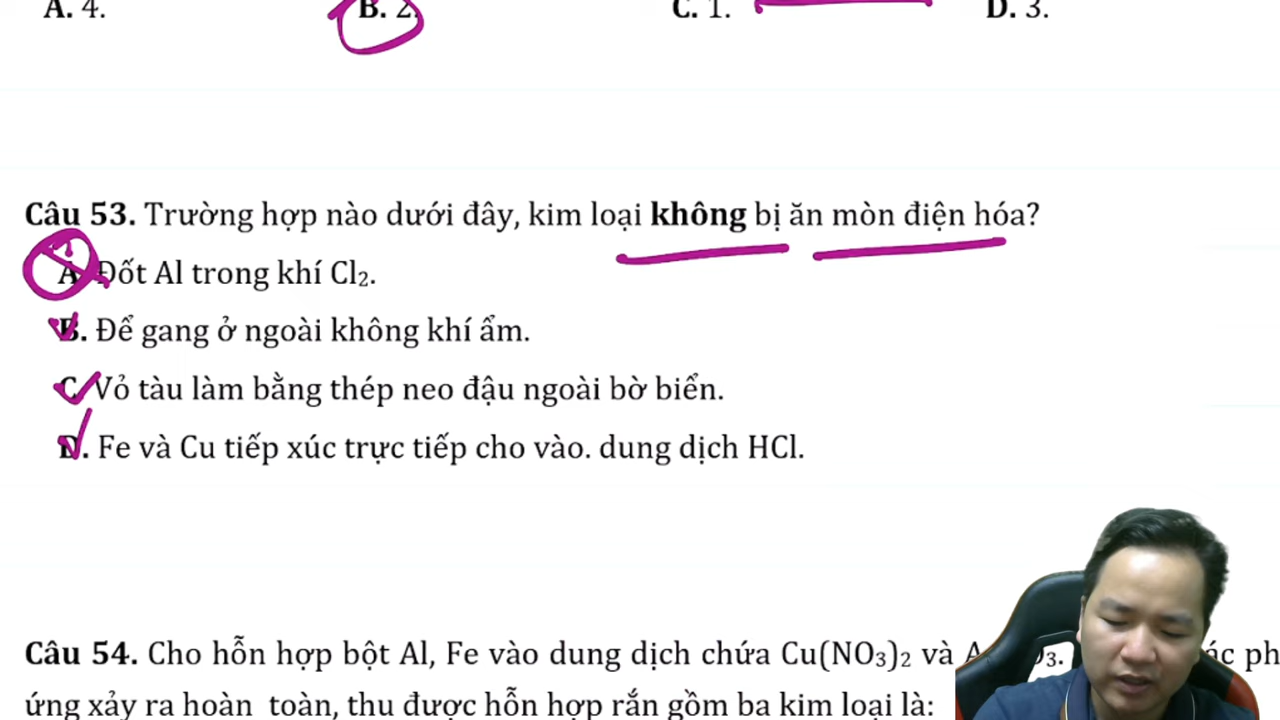 A. 4. B. 2. C. 1. D. 3.
Câu 53. Trường hợp nào dưới đây, kim loại không bị ăn mòn điện hóa?
A. Đốt Al trong khí Cl₂.
B. Để gang ở ngoài không khí ẩm.
C. Vỏ tàu làm bằng thép neo đậu ngoài bờ biển.
D. Fe và Cu tiếp xúc trực tiếp cho vào. dung dịch HCl.
Câu 54. Cho hỗn hợp bột Al, Fe vào dung dịch chứa Cu(NO₃)₂ và
ứng xảy ra hoàn toàn, thu được hỗn hợp rắn gồm ba kim loại là: